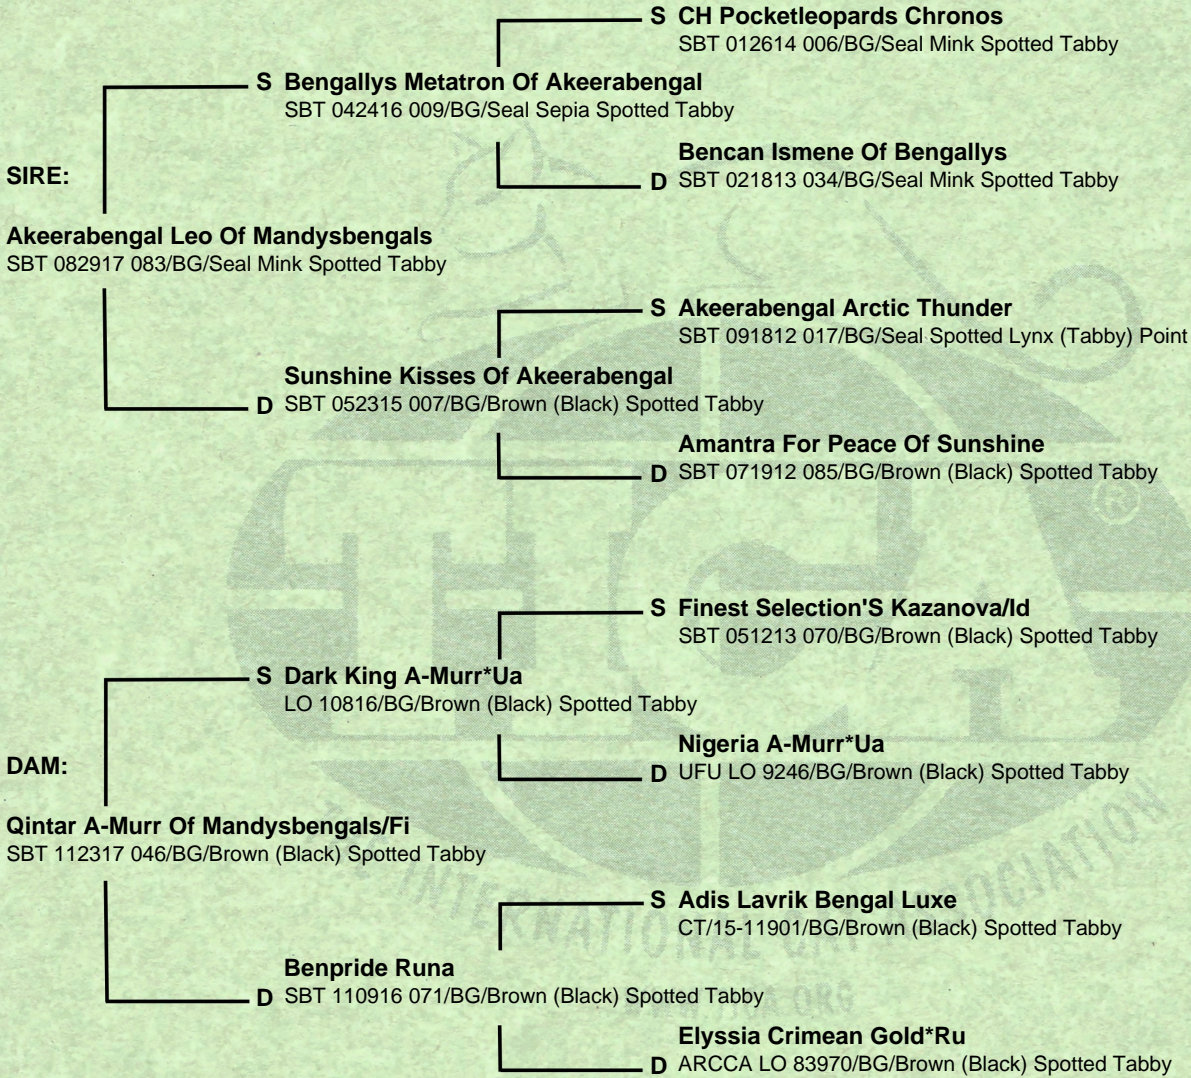 S CH Pocketleopards Chronos
SBT 012614 006/BG/Seal Mink Spotted Tabby
S Bengallys Metatron Of Akeerabengal
SBT 042416 009/BG/Seal Sepia Spotted Tabby
Bencan Ismene Of Bengallys
D SBT 021813 034/BG/Seal Mink Spotted Tabby
SIRE:
Akeerabengal Leo Of Mandysbengals
SBT 082917 083/BG/Seal Mink Spotted Tabby
S Akeerabengal Arctic Thunder
SBT 091812 017/BG/Seal Spotted Lynx (Tabby) Point
Sunshine Kisses Of Akeerabengal
D SBT 052315 007/BG/Brown (Black) Spotted Tabby
Amantra For Peace Of Sunshine
D SBT 071912 085/BG/Brown (Black) Spotted Tabby
S Finest Selection'S Kazanova/Id
SBT 051213 070/BG/Brown (Black) Spotted Tabby
S Dark King A-Murr*Ua
LO 10816/BG/Brown (Black) Spotted Tabby
Nigeria A-Murr*Ua
D UFU LO 9246/BG/Brown (Black) Spotted Tabby
DAM:
Qintar A-Murr Of Mandysbengals/Fi
SBT 112317 046/BG/Brown (Black) Spotted Tabby
S Adis Lavrik Bengal Luxe
CT/15-11901/BG/Brown (Black) Spotted Tabby
Benpride Runa
D SBT 110916 071/BG/Brown (Black) Spotted Tabby
Elyssia Crimean Gold*Ru
D ARCCA LO 83970/BG/Brown (Black) Spotted Tabby
TICA
®
THE INTERNATIONAL CAT ASSOCIATION
WWW.TICA.ORG